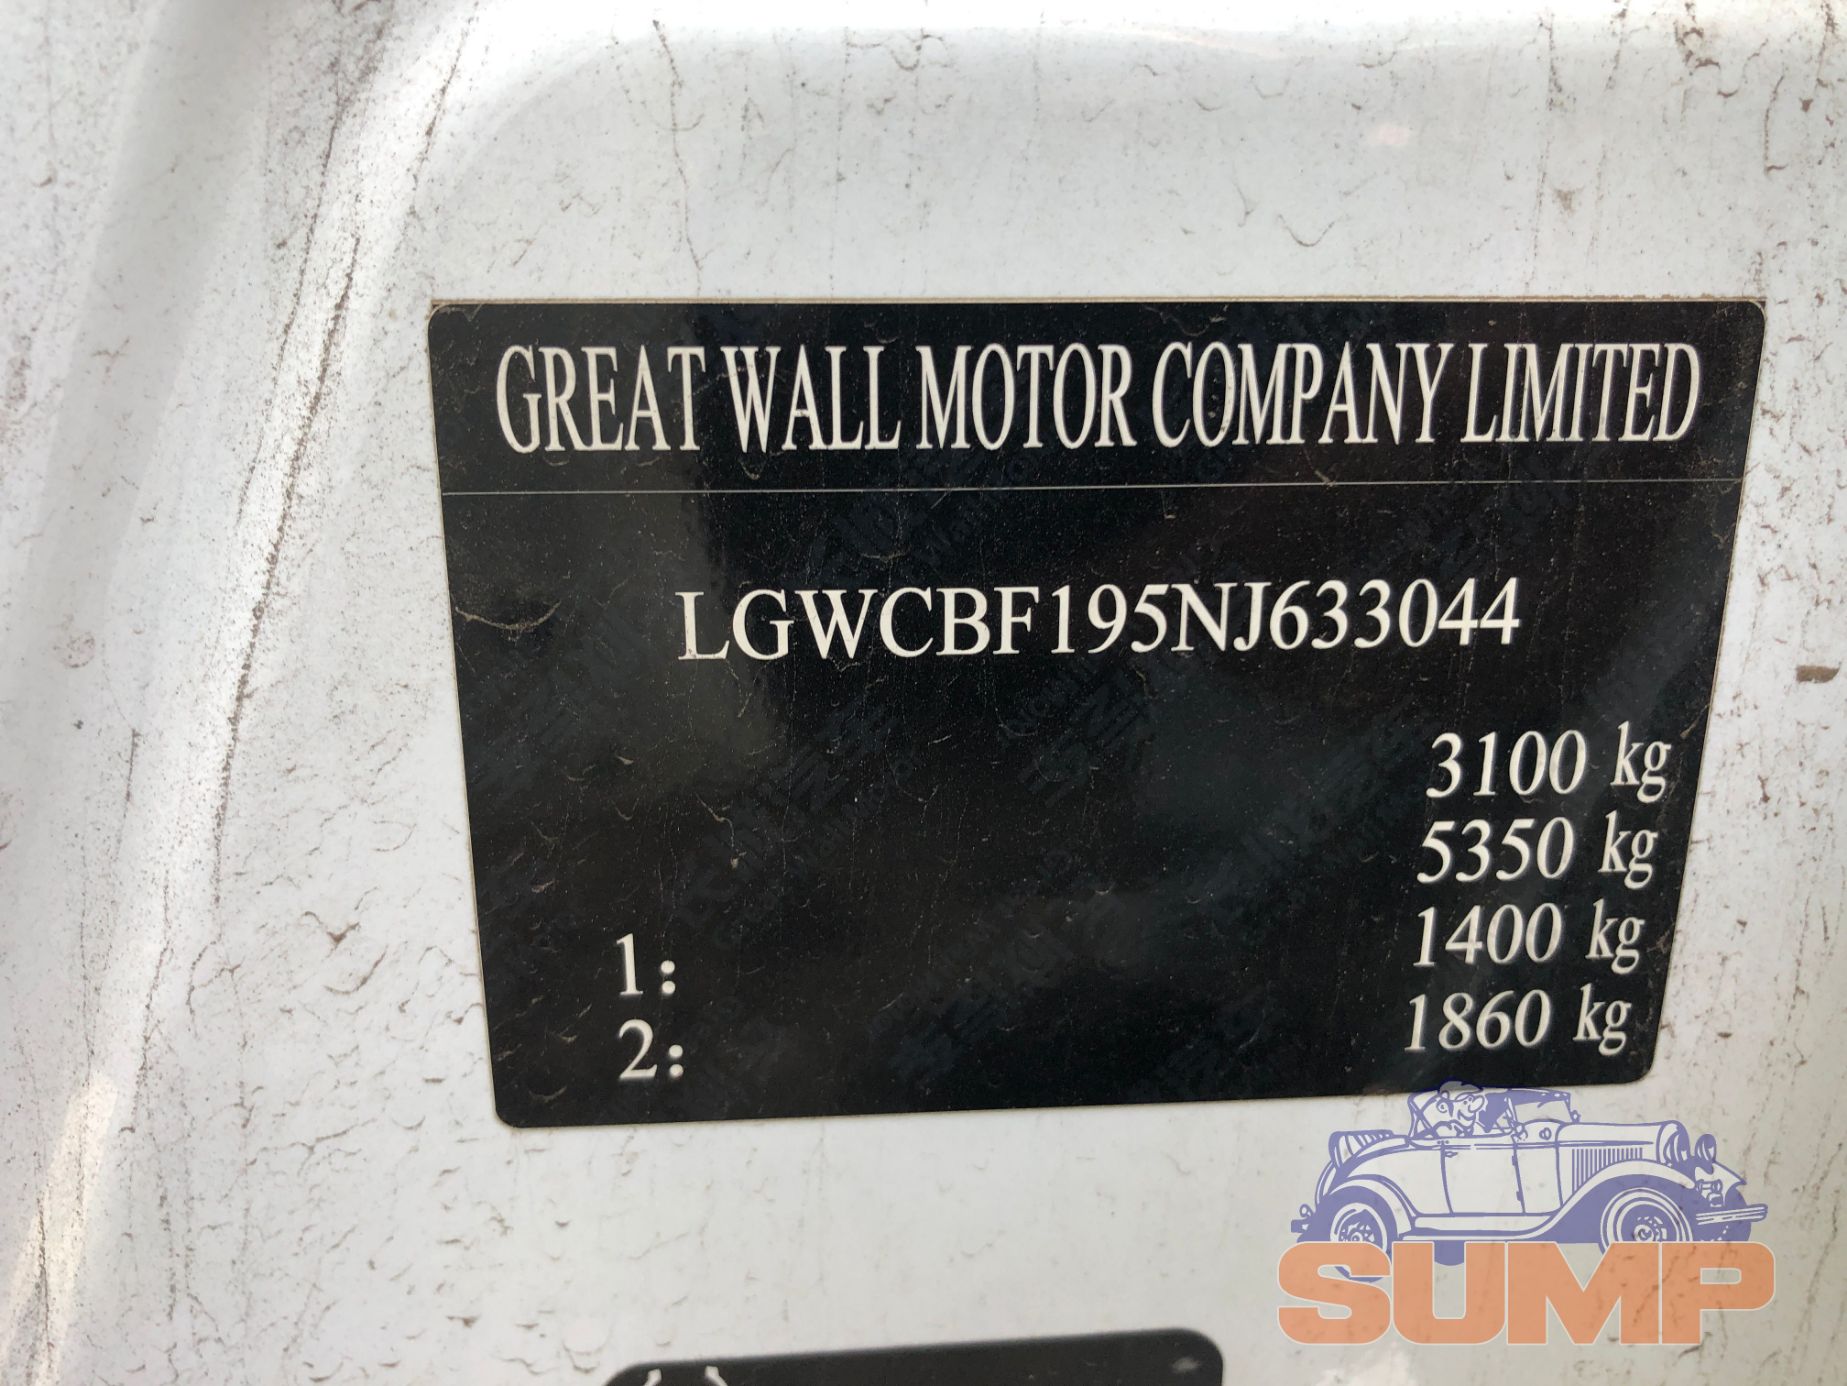 GREAT WALL MOTOR COMPANY LIMITED
LGWCBF195NJ633044
3100 kg
5350 kg
1: 1400 kg
2: 1860 kg
SUMP